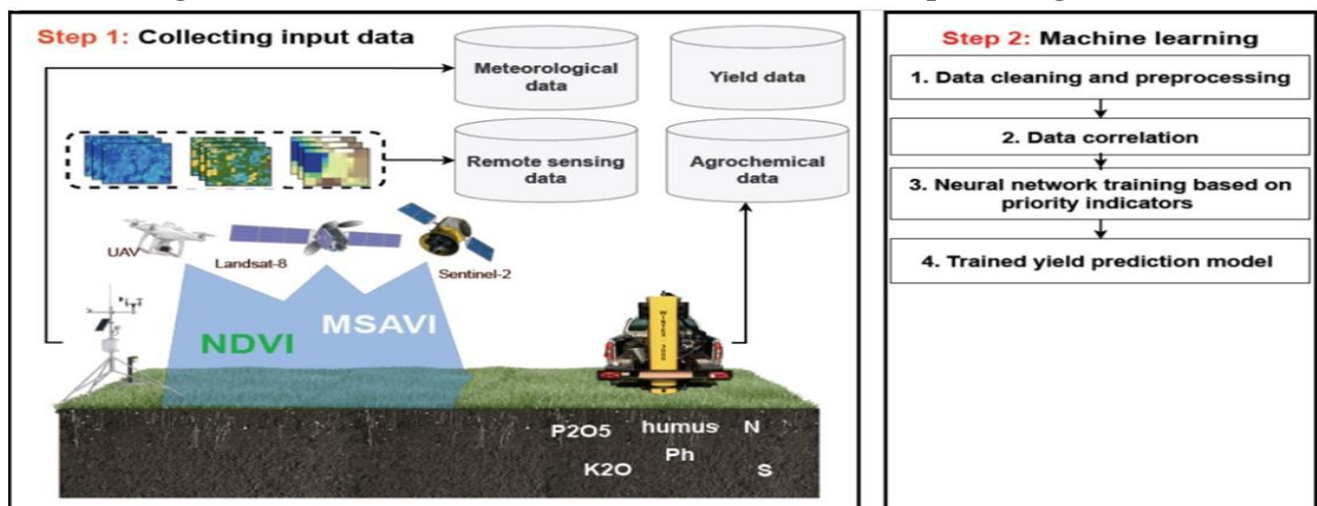 Step 1: Collecting input data
Meteorological
data
Yield data
Remote sensing
data
Agrochemical
data
UAV
Landsat-8
Sentinel-2
NDVI
MSAVI
P2O5
humus
N
Ph
K2O
S
Step 2: Machine learning
1. Data cleaning and preprocessing
2. Data correlation
3. Neural network training based on
priority indicators
4. Trained yield prediction model